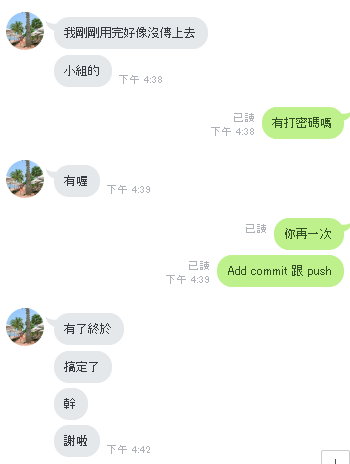 我剛剛用完好像沒傳上去
小組的
下午 4:38
已讀
下午 4:38
有打密碼嗎
有喔
下午 4:39
已讀
你再一次
已讀
下午 4:39
Add commit 跟 push
有了終於
搞定了
幹
謝啦
下午 4:42